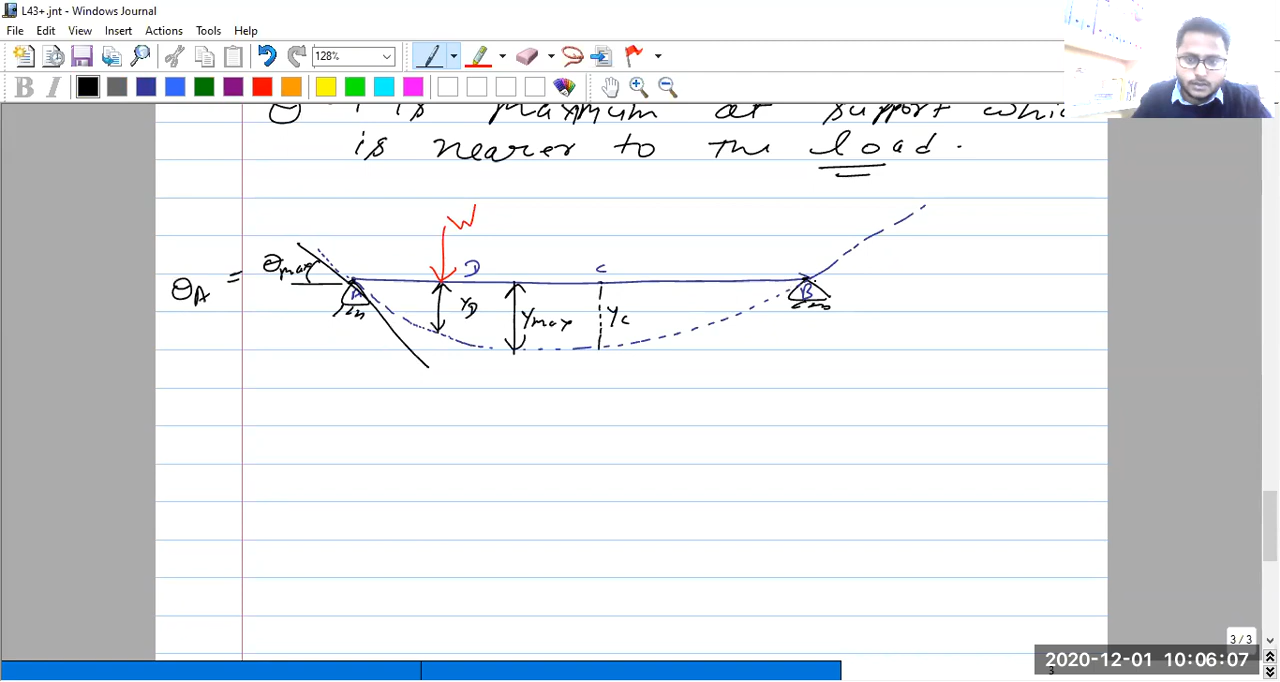 L43+.jnt - Windows Journal
File Edit View Insert Actions Tools Help
128%
B I
is maximum at support
is nearer to the load.
W
θmax D C
θA = A YD Ymax YC B
3 / 3
2020-12-01 10:06:07
3